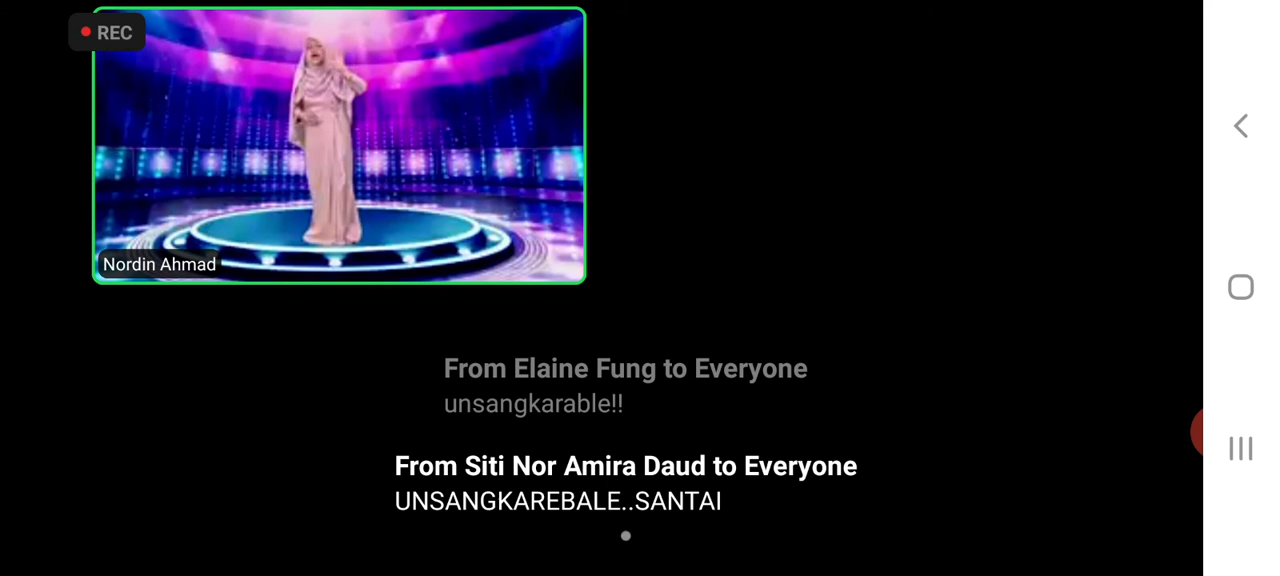 REC
Nordin Ahmad
From Elaine Fung to Everyone
unsangkarable!!
From Siti Nor Amira Daud to Everyone
UNSANGKAREBALE..SANTAI